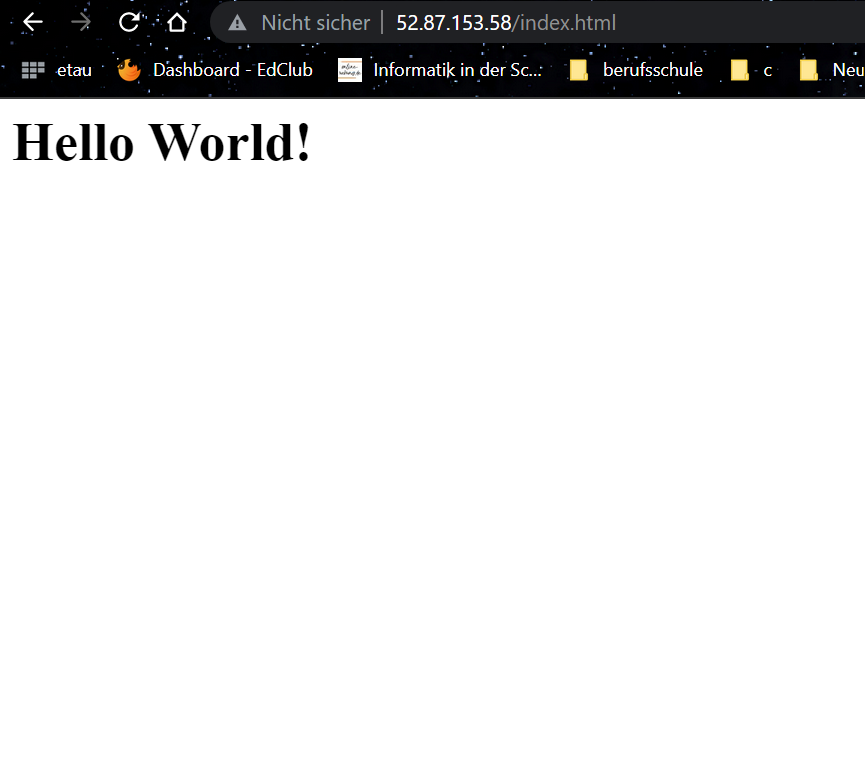 Nicht sicher | 52.87.153.58/index.html
etau Dashboard - EdClub Informatik in der Sc... berufsschule c Neu
Hello World!